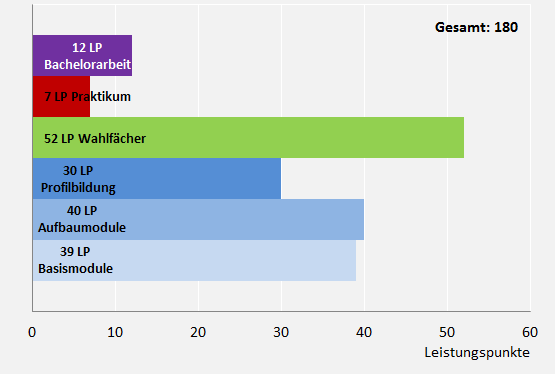 Gesamt: 180
12 LP
Bachelorarbeit
7 LP Praktikum
52 LP Wahlfächer
30 LP
Profilbildung
40 LP
Aufbaumodule
39 LP
Basismodule
0 10 20 30 40 50 60
Leistungspunkte